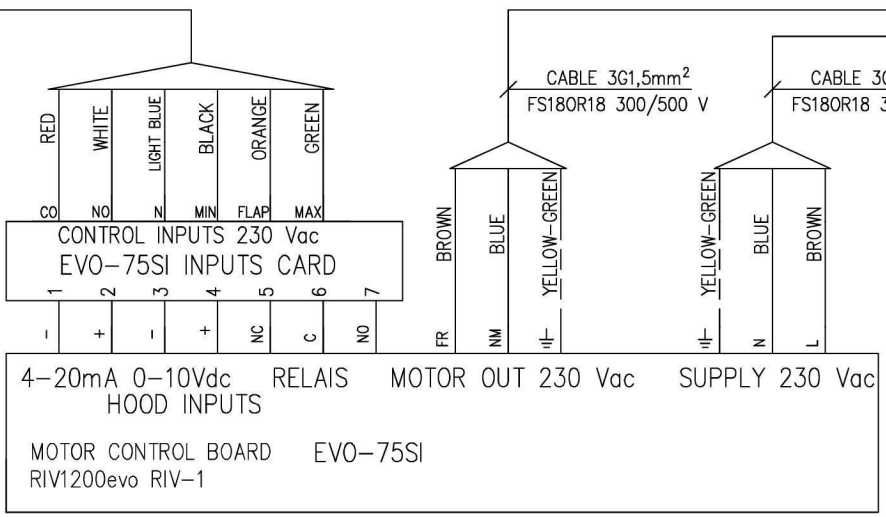 CABLE 3G1,5mm²
FS18OR18 300/500 V
CABLE 3G
FS18OR18 3
RED
WHITE
LIGHT BLUE
BLACK
ORANGE
GREEN
CO NO N MIN FLAP MAX
CONTROL INPUTS 230 Vac
EVO-75SI INPUTS CARD
1 2 3 4 5 6 7
BROWN
BLUE
YELLOW-GREEN
YELLOW-GREEN
BLUE
BROWN
- + - + NC C NO
FR NM
N L
4-20mA 0-10Vdc RELAIS MOTOR OUT 230 Vac SUPPLY 230 Vac
HOOD INPUTS
MOTOR CONTROL BOARD EVO-75SI
RIV1200evo RIV-1